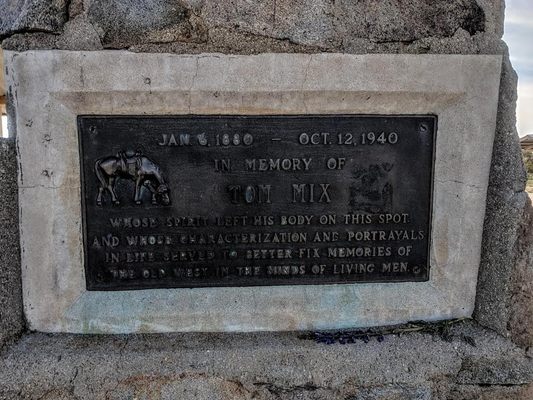 JAN 6, 1880 - OCT. 12, 1940
IN MEMORY OF
TOM MIX
WHOSE SPIRIT LEFT HIS BODY ON THIS SPOT.
AND WHOSE CHARACTERIZATION AND PORTRAYALS
IN LIFE SERVED TO BETTER FIX MEMORIES OF
THE OLD WEST IN THE MINDS OF LIVING MEN.